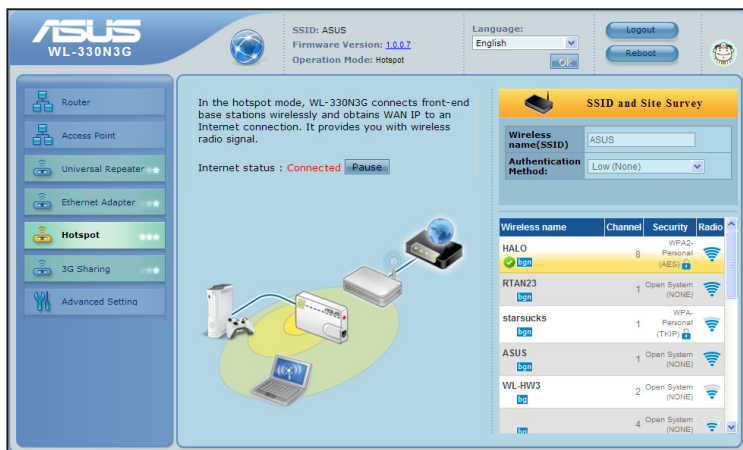 ASUS
WL-330N3G
SSID: ASUS
Firmware Version: 1.0.0.7
Operation Mode: Hotspot
Language:
English
Ok
Logout
Reboot
Router
Access Point
Universal Repeater
Ethernet Adapter
Hotspot
3G Sharing
Advanced Setting
In the hotspot mode, WL-330N3G connects front-end
base stations wirelessly and obtains WAN IP to an
Internet connection. It provides you with wireless
radio signal.
Internet status : Connected Pause
SSID and Site Survey
Wireless
name(SSID)
ASUS
Authentication
Method:
Low (None)
Wireless name Channel Security Radio
HALO
bgn
8
WPA2-
Personal
(AES)
RTAN23
bgn
1
Open System
(NONE)
starsucks
bgn
1
WPA-
Personal
(TKIP)
ASUS
bgn
1
Open System
(NONE)
WL-HW3
bg
2
Open System
(NONE)
bg
4
Open System
(NONE)